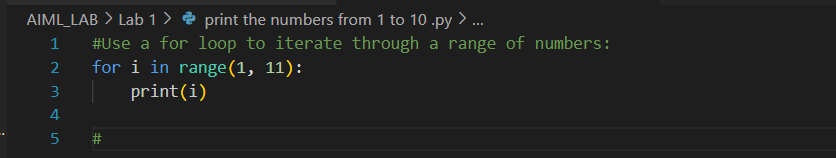 AIML_LAB > Lab 1 > print the numbers from 1 to 10 .py > ...
1 #Use a for loop to iterate through a range of numbers:
2 for i in range(1, 11):
3     print(i)
4
5 #